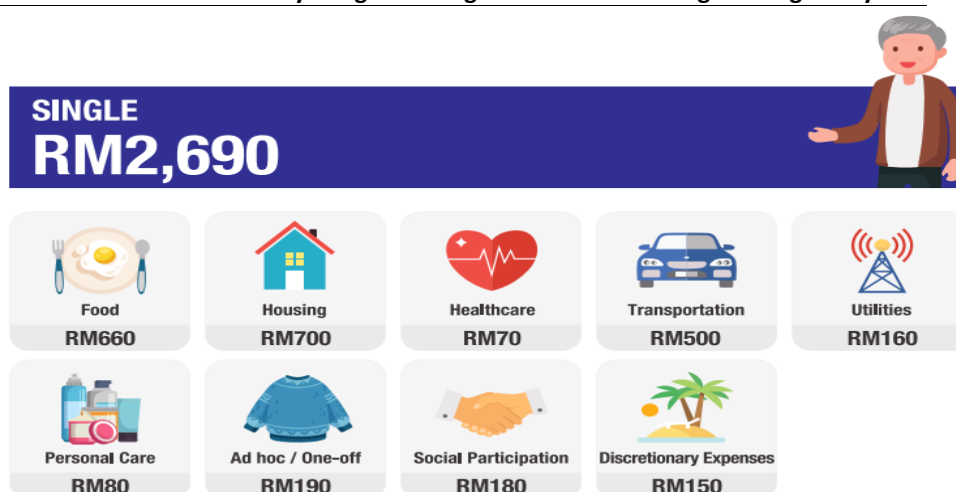 SINGLE
RM2,690
Food
RM660
Housing
RM700
Healthcare
RM70
Transportation
RM500
Utilities
RM160
Personal Care
RM80
Ad hoc / One-off
RM190
Social Participation
RM180
Discretionary Expenses
RM150